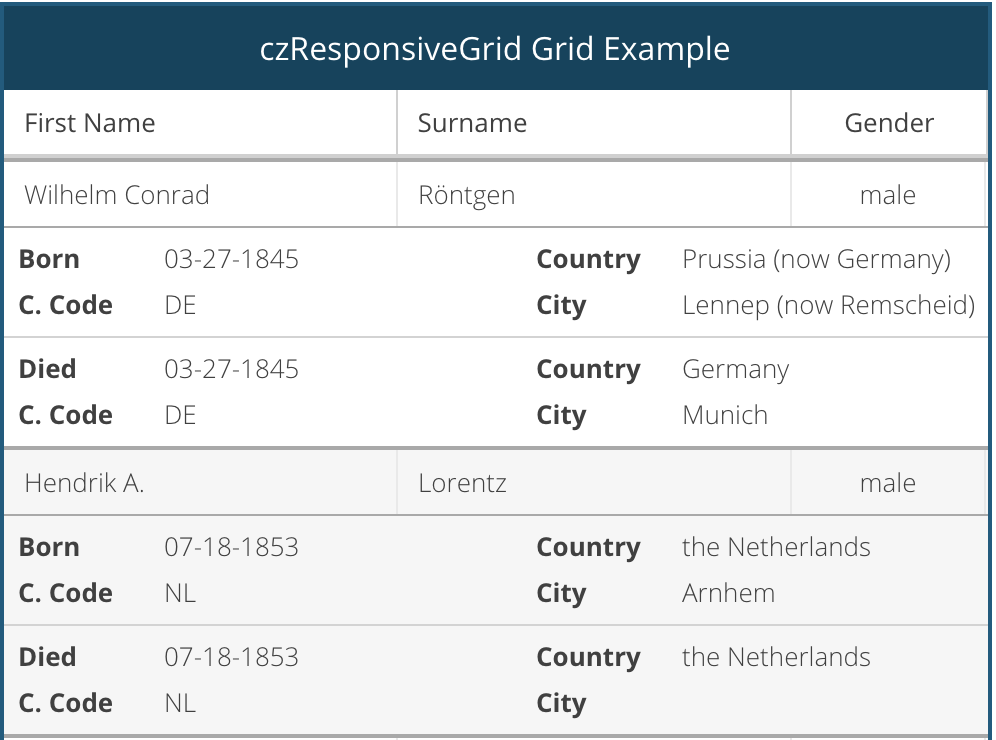 czResponsiveGrid Grid Example
First Name Surname Gender
Wilhelm Conrad Röntgen male
Born 03-27-1845 Country Prussia (now Germany)
C. Code DE City Lennep (now Remscheid)
Died 03-27-1845 Country Germany
C. Code DE City Munich
Hendrik A. Lorentz male
Born 07-18-1853 Country the Netherlands
C. Code NL City Arnhem
Died 07-18-1853 Country the Netherlands
C. Code NL City